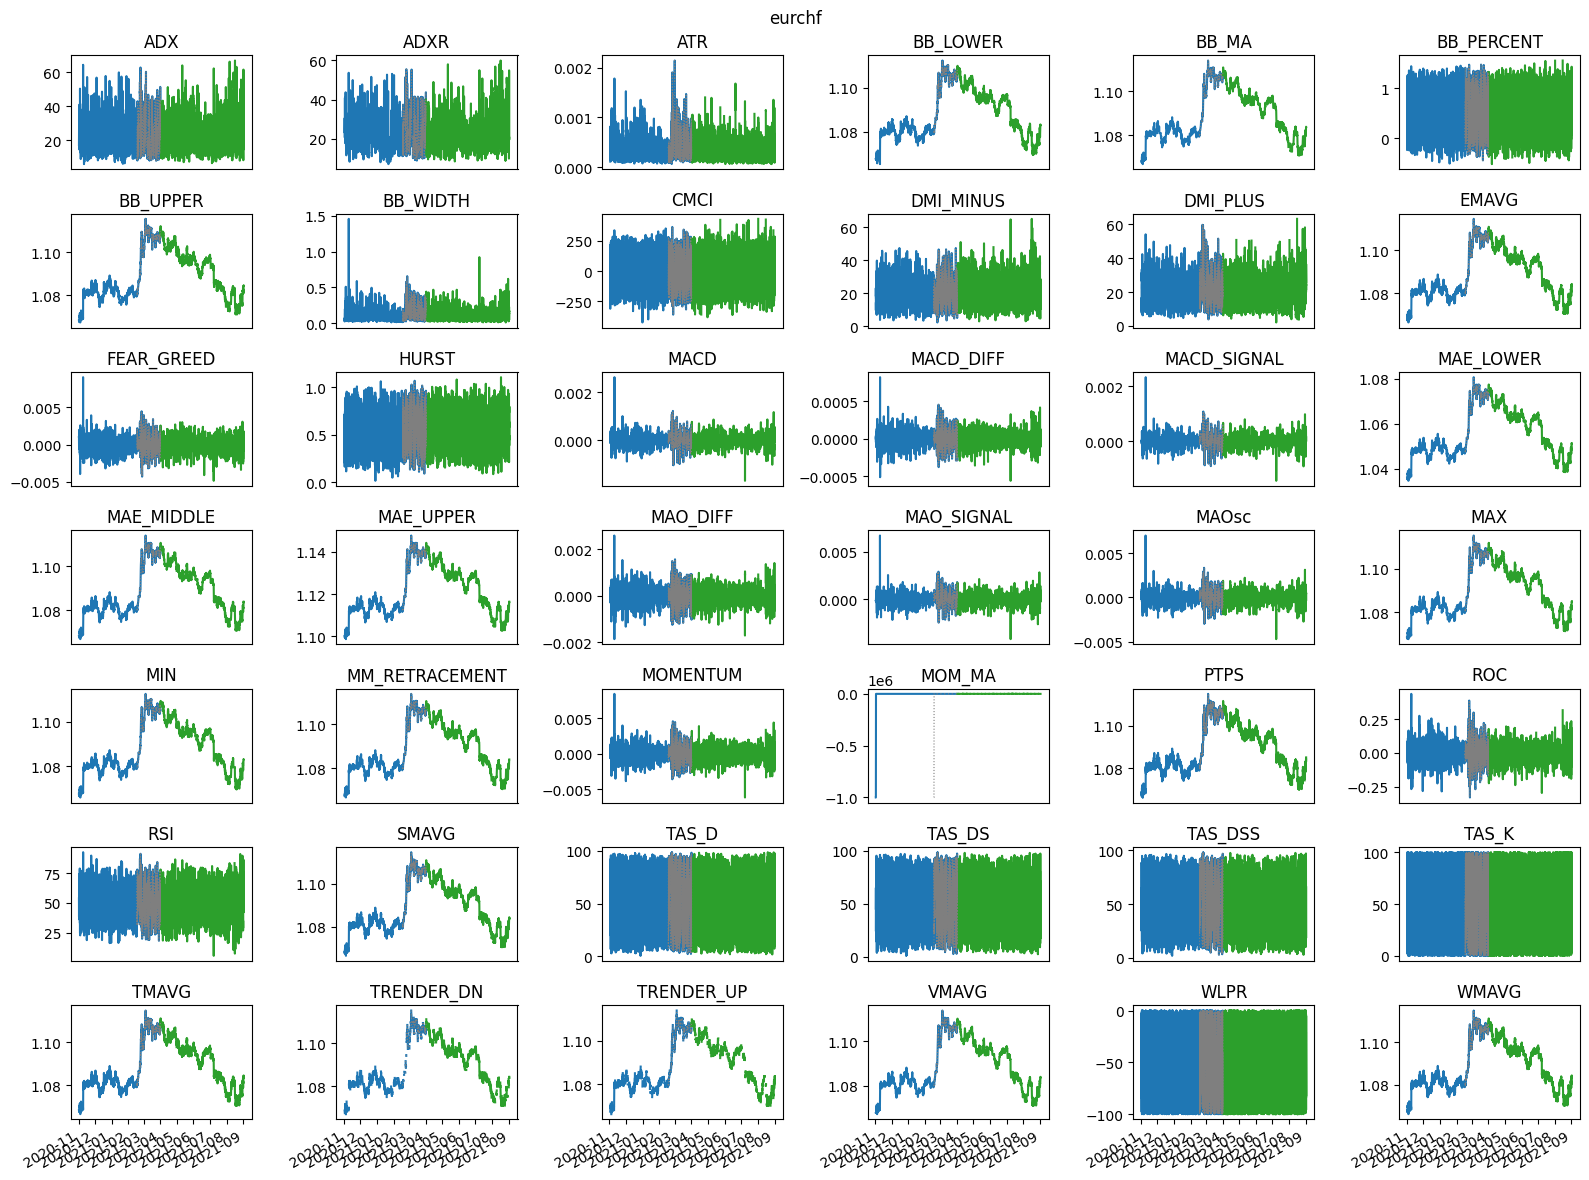 eurchf
ADX ADXR ATR BB_LOWER BB_MA BB_PERCENT
60 40 20
60 40 20
0.002 0.001 0.000
1.10 1.08
1.10 1.08
1 0
BB_UPPER BB_WIDTH CMCI DMI_MINUS DMI_PLUS EMAVG
1.10 1.08
1.5 1.0 0.5 0.0
250 0 −250
60 40 20 0
60 40 20 0
1.10 1.08
FEAR_GREED HURST MACD MACD_DIFF MACD_SIGNAL MAE_LOWER
0.005 0.000 −0.005
1.0 0.5 0.0
0.002 0.000
0.0005 0.0000 −0.0005
0.002 0.000
1.08 1.06 1.04
MAE_MIDDLE MAE_UPPER MAO_DIFF MAO_SIGNAL MAOsc MAX
1.10 1.08
1.14 1.12 1.10
0.002 0.000 −0.002
0.005 0.000
0.005 0.000 −0.005
1.10 1.08
MIN MM_RETRACEMENT MOMENTUM MOM_MA PTPS ROC
1.10 1.08
1.10 1.08
0.005 0.000 −0.005
1e6
0.0 −0.5 −1.0
1.10 1.08
0.25 0.00 −0.25
RSI SMAVG TAS_D TAS_DS TAS_DSS TAS_K
75 50 25
1.10 1.08
100 50 0
100 50 0
100 50 0
100 50 0
TMAVG TRENDER_DN TRENDER_UP VMAVG WLPR WMAVG
1.10 1.08
1.10 1.08
1.10 1.08
1.10 1.08
0 −50 −100
1.10 1.08